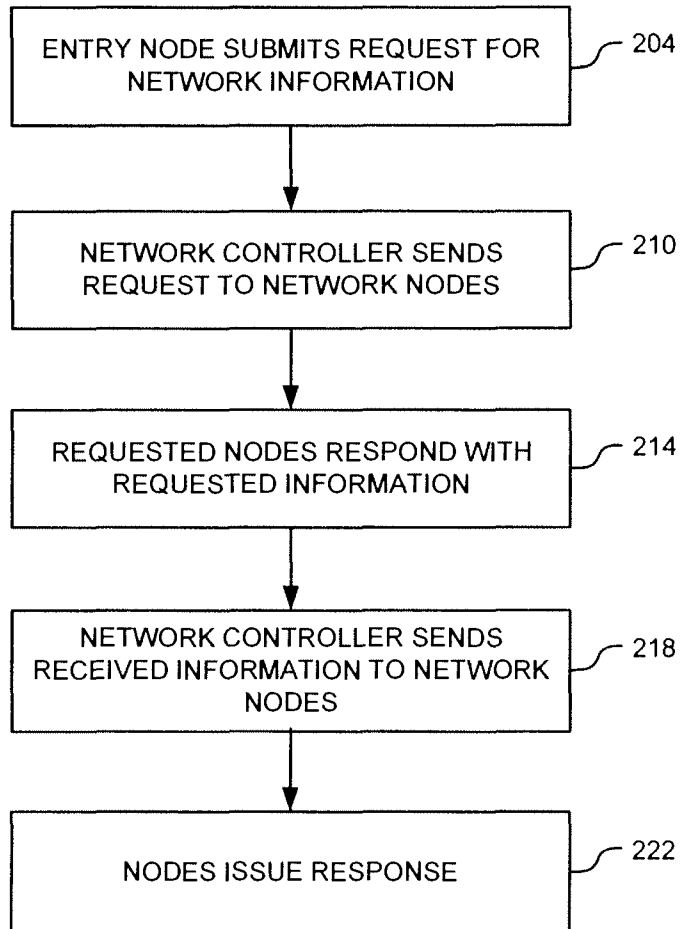 ENTRY NODE SUBMITS REQUEST FOR
NETWORK INFORMATION
204
NETWORK CONTROLLER SENDS
REQUEST TO NETWORK NODES
210
REQUESTED NODES RESPOND WITH
REQUESTED INFORMATION
214
NETWORK CONTROLLER SENDS
RECEIVED INFORMATION TO NETWORK
NODES
218
NODES ISSUE RESPONSE
222